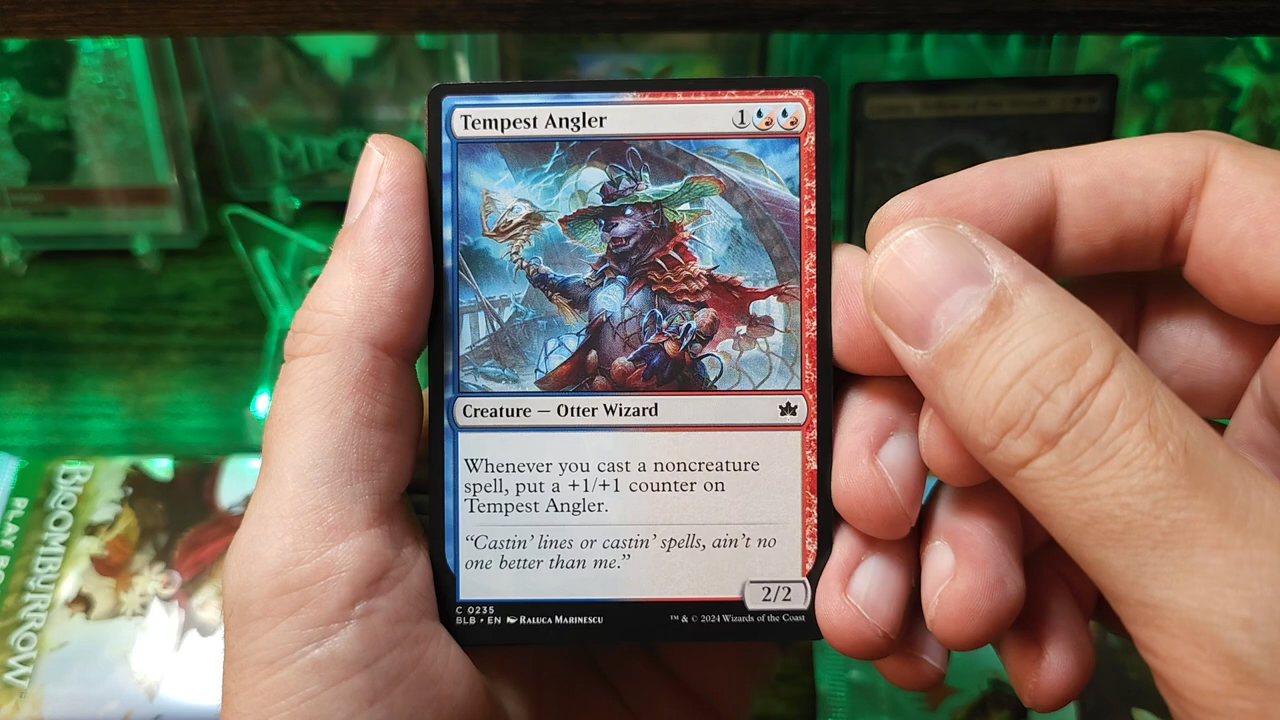 Tempest Angler
1
Creature — Otter Wizard
Whenever you cast a noncreature
spell, put a +1/+1 counter on
Tempest Angler.
“Castin’ lines or castin’ spells, ain’t no
one better than me.”
2/2
C 0235
BLB • EN Raluca Marinescu
™ & © 2024 Wizards of the Coast
BLOOMBURROW
PLAY